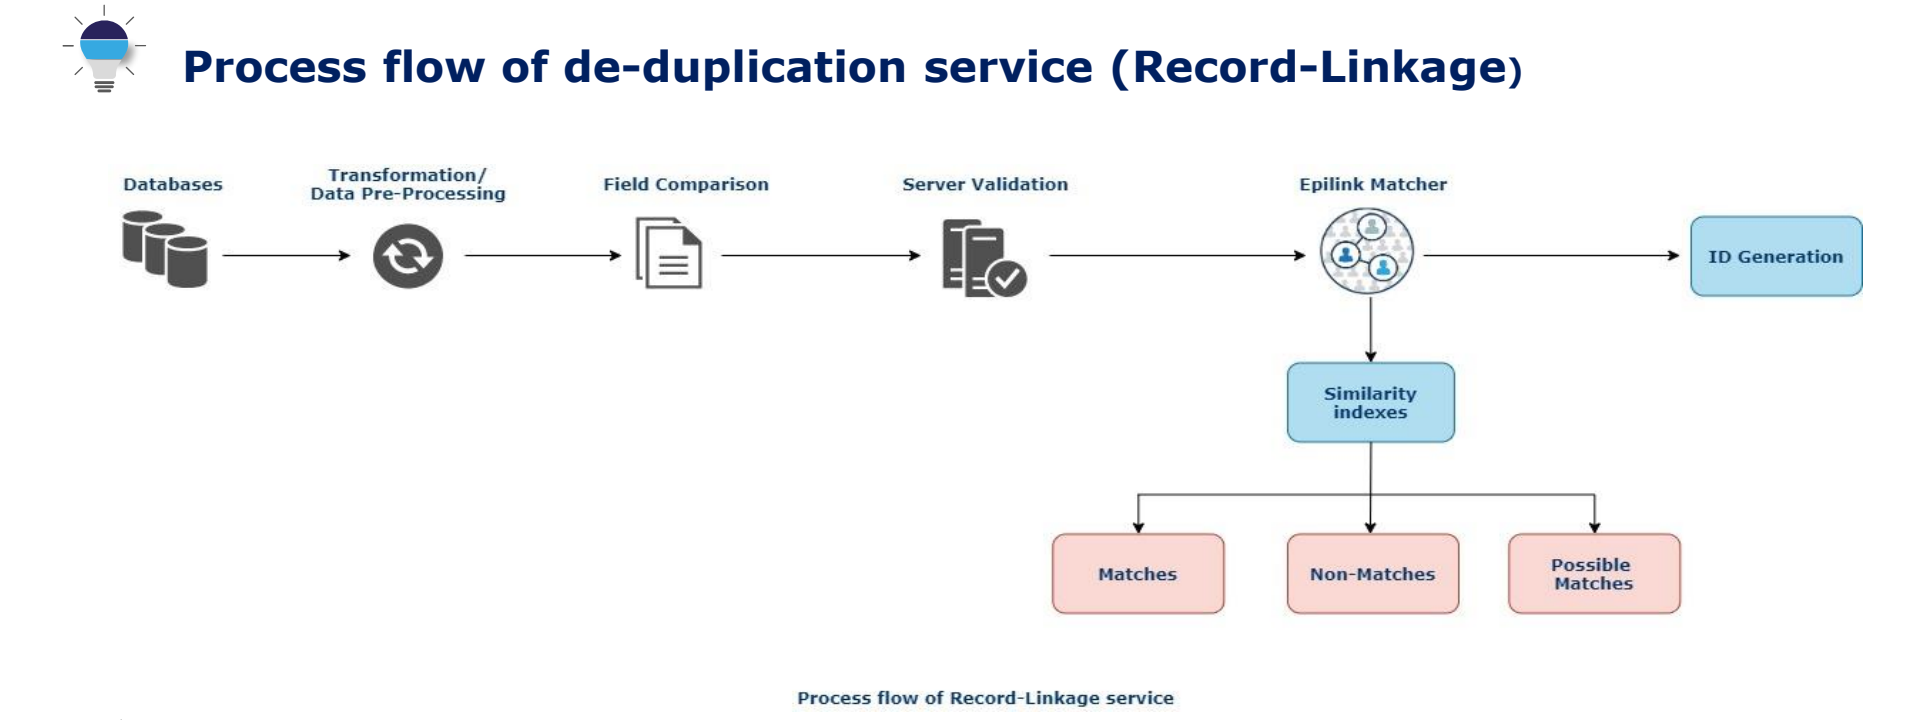 Process flow of de-duplication service (Record-Linkage)
Databases
Transformation/
Data Pre-Processing
Field Comparison
Server Validation
Epilink Matcher
ID Generation
Similarity
indexes
Matches
Non-Matches
Possible
Matches
Process flow of Record-Linkage service